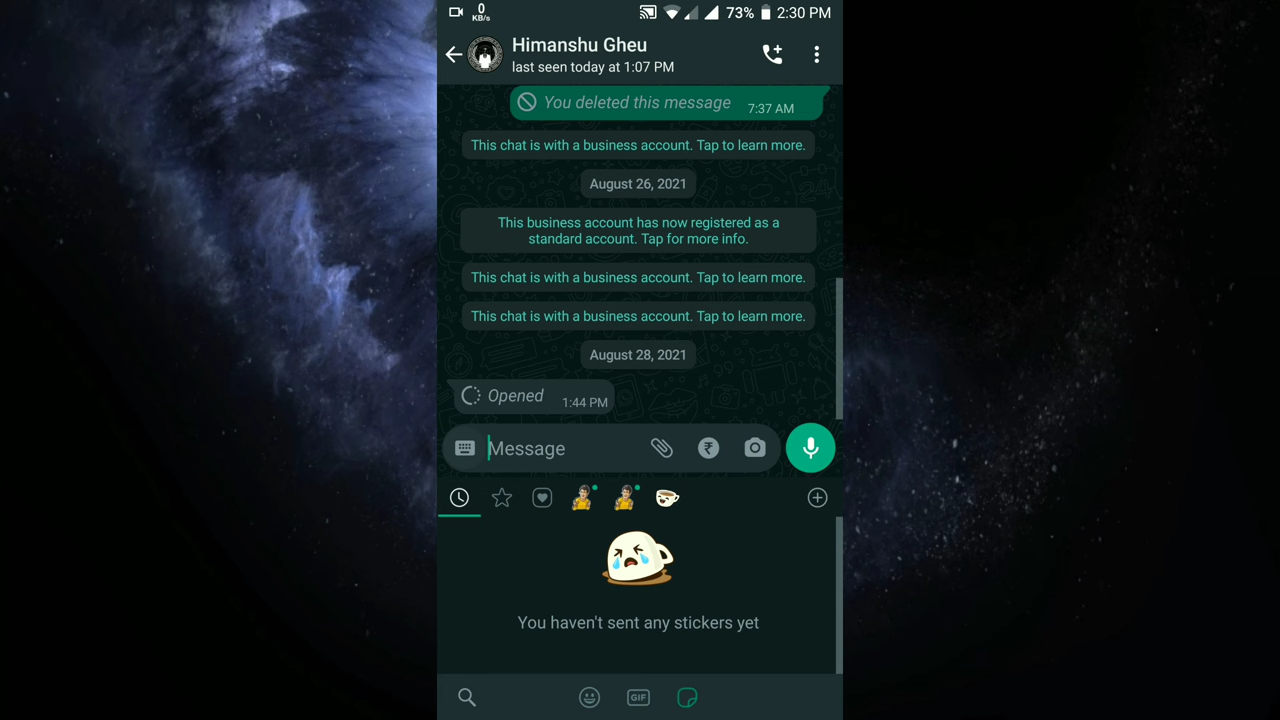 0
KB/s
73%
2:30 PM
Himanshu Gheu
last seen today at 1:07 PM
You deleted this message
7:37 AM
This chat is with a business account. Tap to learn more.
August 26, 2021
This business account has now registered as a
standard account. Tap for more info.
This chat is with a business account. Tap to learn more.
This chat is with a business account. Tap to learn more.
August 28, 2021
Opened
1:44 PM
Message
₹
You haven't sent any stickers yet
GIF